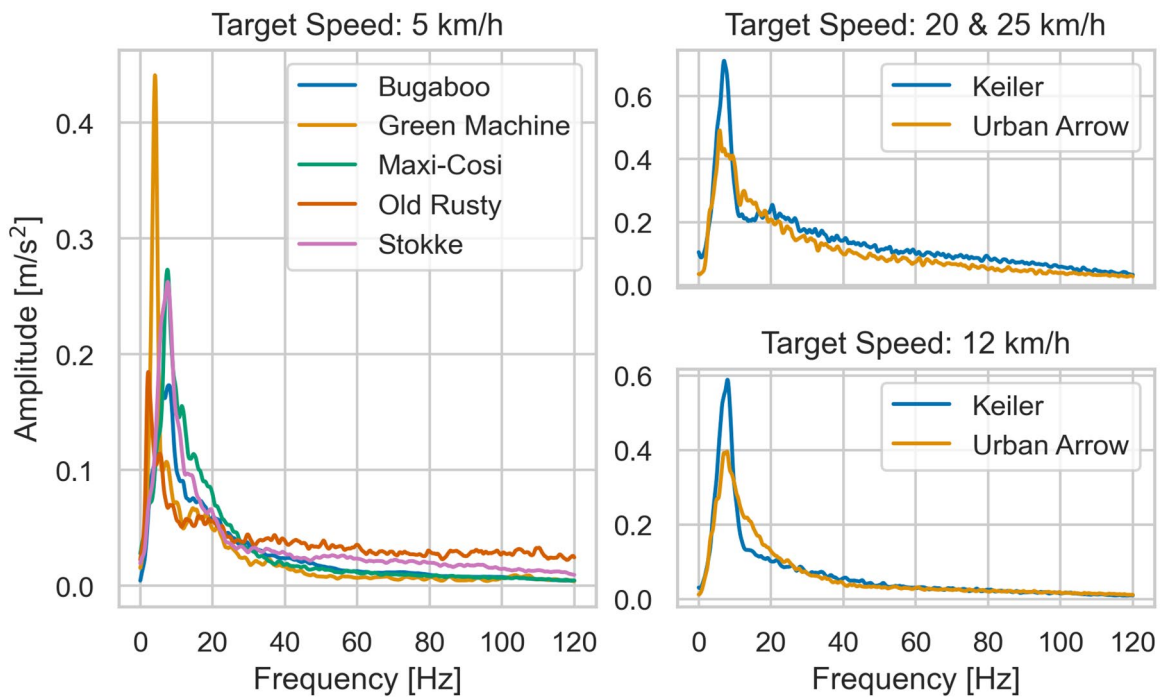 Target Speed: 5 km/h
Amplitude [m/s²]
0.4
0.3
0.2
0.1
0.0
Bugaboo
Green Machine
Maxi-Cosi
Old Rusty
Stokke
0 20 40 60 80 100 120
Frequency [Hz]
Target Speed: 20 & 25 km/h
0.6
0.4
0.2
0.0
Keiler
Urban Arrow
Target Speed: 12 km/h
0.6
0.4
0.2
0.0
Keiler
Urban Arrow
0 20 40 60 80 100 120
Frequency [Hz]